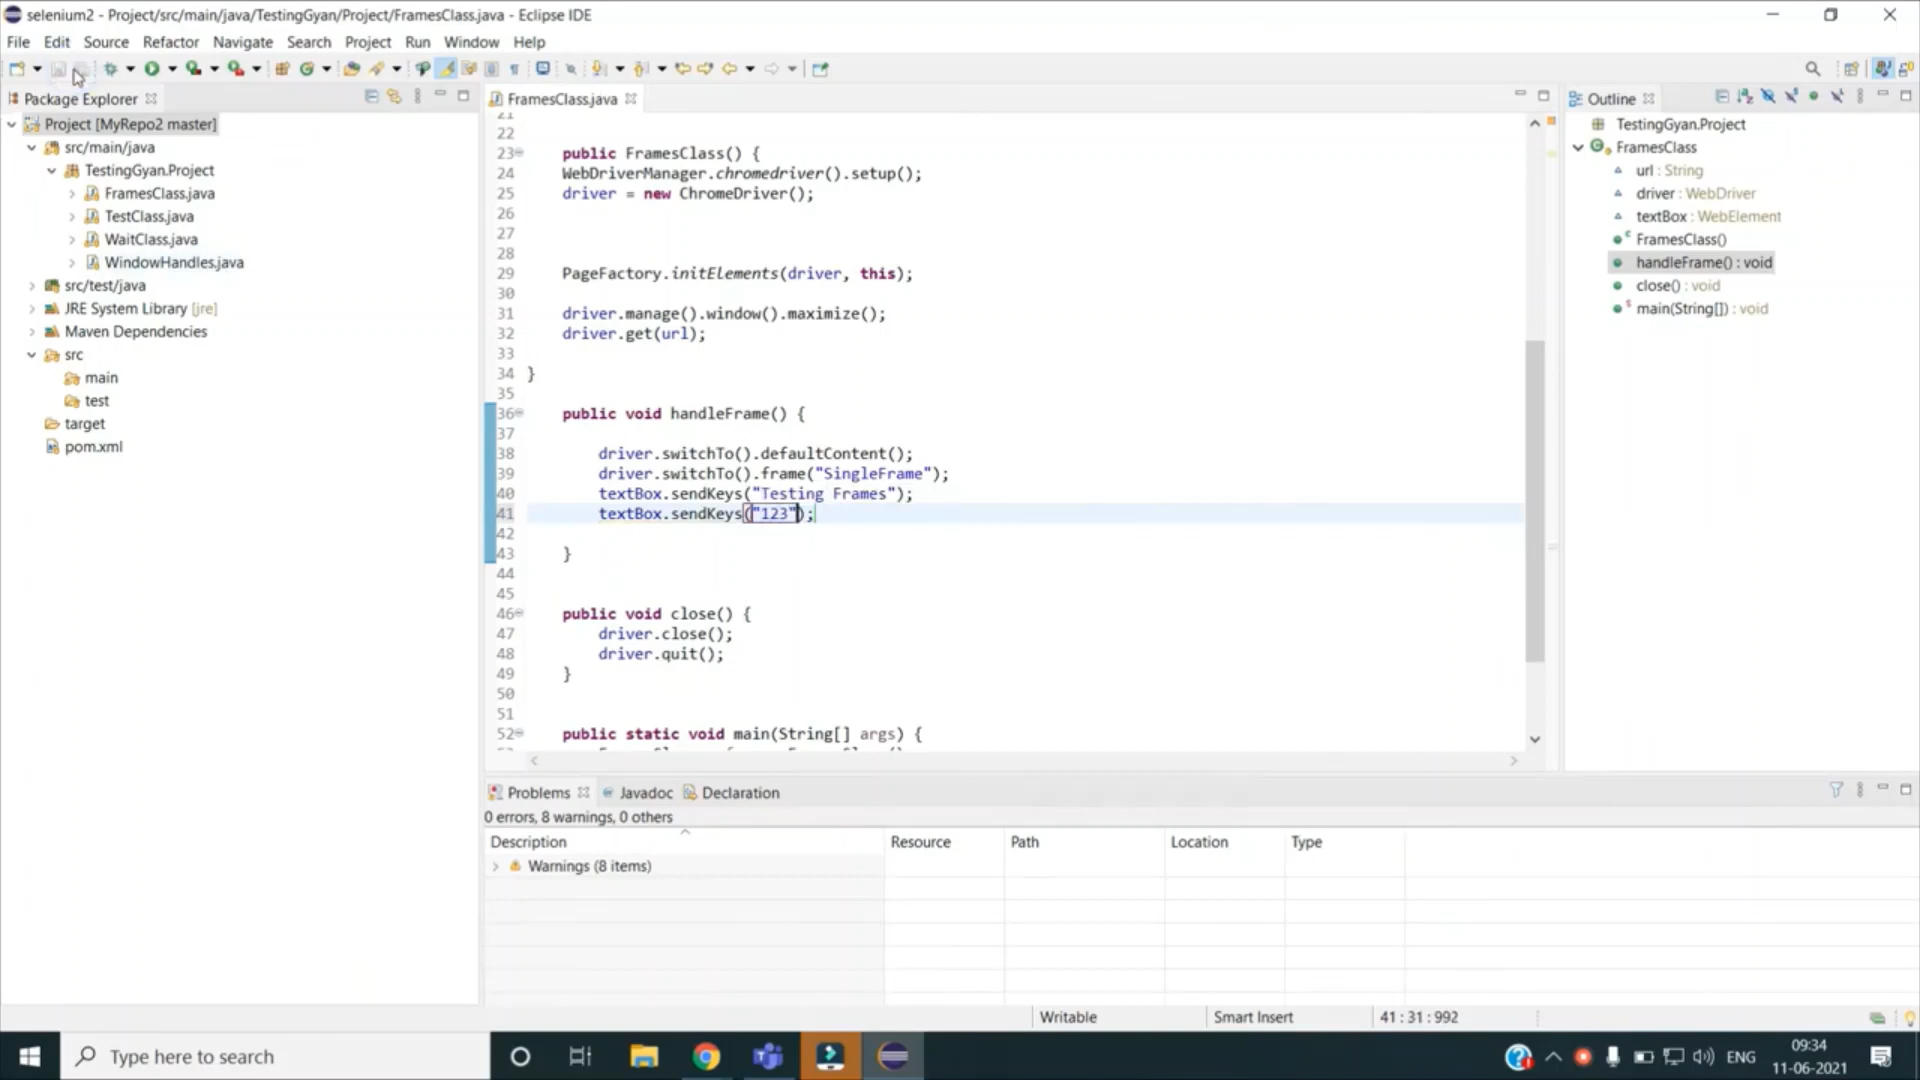 selenium2 - Project/src/main/java/TestingGyan/Project/FramesClass.java - Eclipse IDE
File Edit Source Refactor Navigate Search Project Run Window Help
Package Explorer
Project [MyRepo2 master]
src/main/java
TestingGyan.Project
FramesClass.java
TestClass.java
WaitClass.java
WindowHandles.java
src/test/java
JRE System Library [jre]
Maven Dependencies
src
main
test
target
pom.xml
FramesClass.java
21
22
23 public FramesClass() {
24 WebDriverManager.chromedriver().setup();
25 driver = new ChromeDriver();
26
27
28
29 PageFactory.initElements(driver, this);
30
31 driver.manage().window().maximize();
32 driver.get(url);
33
34 }
35
36 public void handleFrame() {
37
38 driver.switchTo().defaultContent();
39 driver.switchTo().frame("SingleFrame");
40 textBox.sendKeys("Testing Frames");
41 textBox.sendKeys("123");
42
43 }
44
45
46 public void close() {
47 driver.close();
48 driver.quit();
49 }
50
51
52 public static void main(String[] args) {
Outline
TestingGyan.Project
FramesClass
url : String
driver : WebDriver
textBox : WebElement
FramesClass()
handleFrame() : void
close() : void
main(String[]) : void
Problems Javadoc Declaration
0 errors, 8 warnings, 0 others
Description Resource Path Location Type
Warnings (8 items)
Writable Smart Insert 41 : 31 : 992
Type here to search
ENG
09:34
11-06-2021